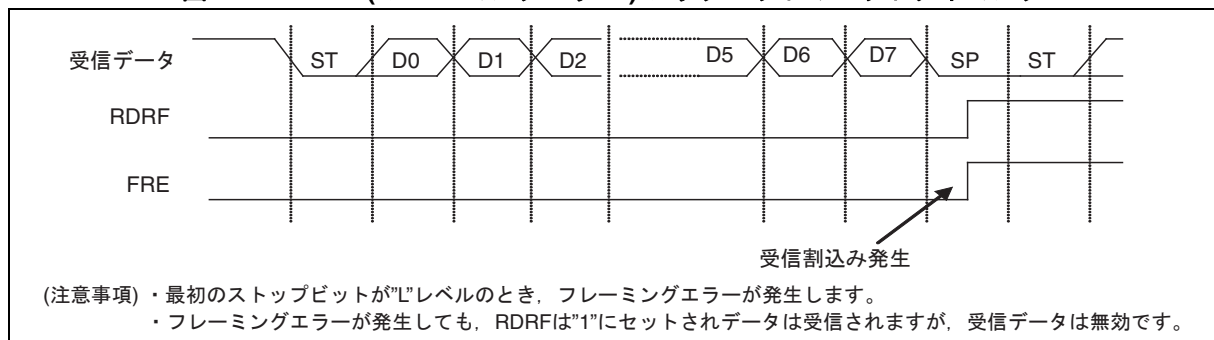 受信データ ST D0 D1 D2 D5 D6 D7 SP ST
RDRF
FRE
受信割込み発生
(注意事項) ・最初のストップビットが”L”レベルのとき，フレーミングエラーが発生します。
・フレーミングエラーが発生しても，RDRFは”1”にセットされデータは受信されますが，受信データは無効です。